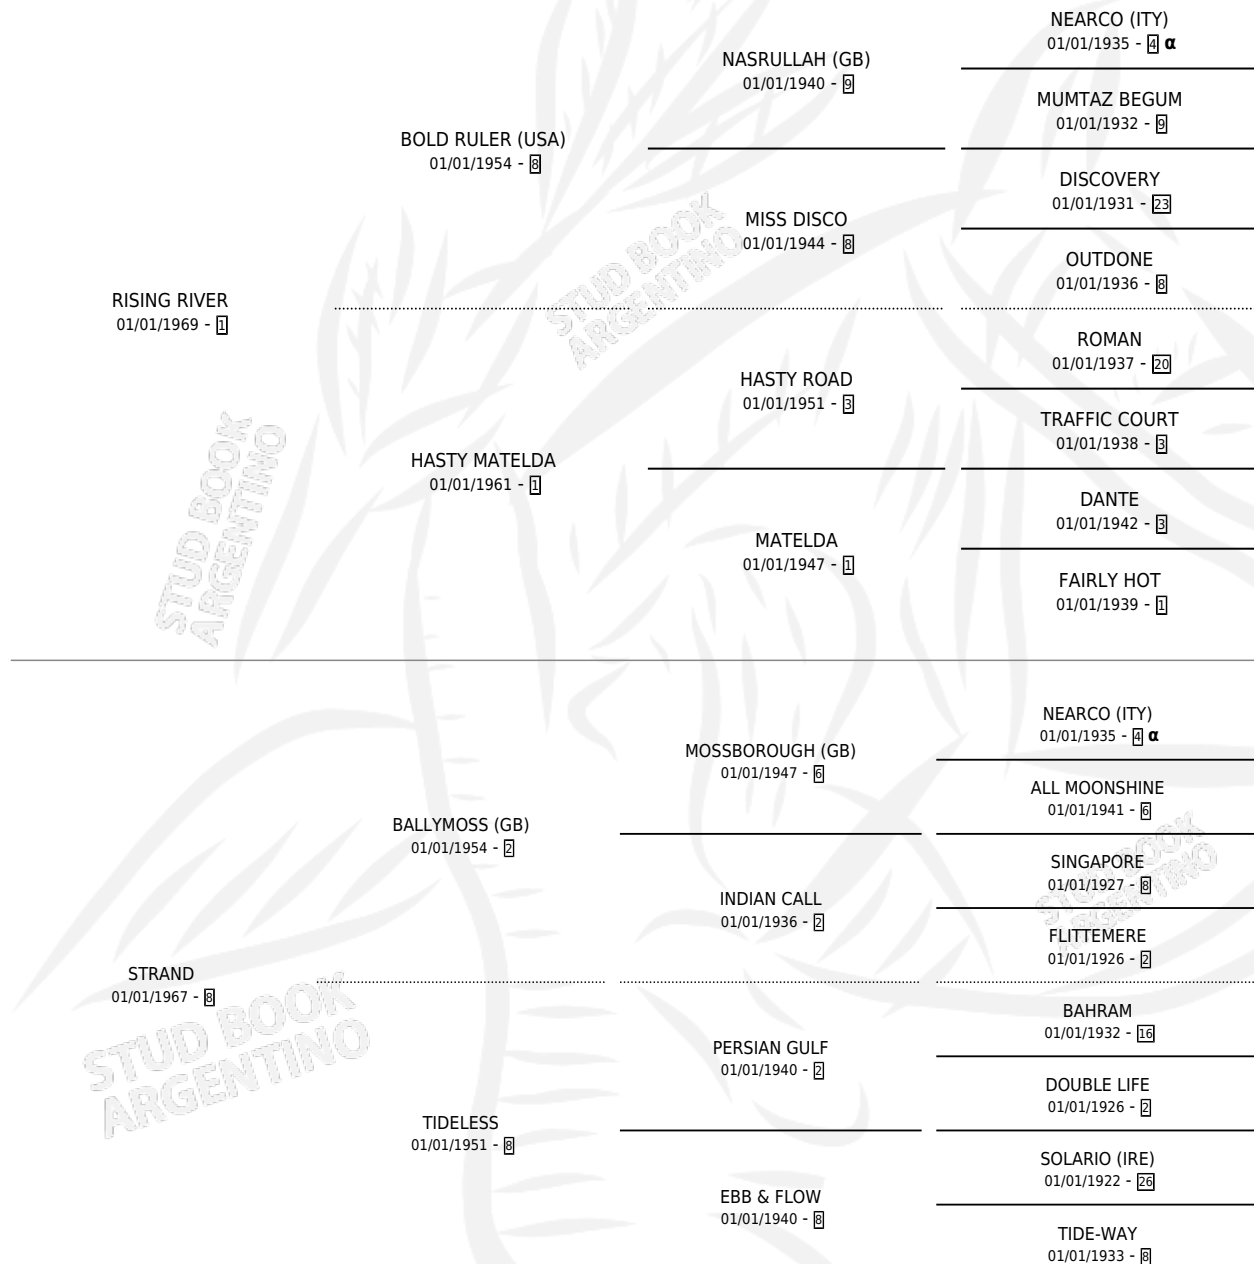 NEARCO (ITY)
01/01/1935 - 4 α
NASRULLAH (GB)
01/01/1940 - 9
MUMTAZ BEGUM
01/01/1932 - 9
BOLD RULER (USA)
01/01/1954 - 8
DISCOVERY
01/01/1931 - 23
MISS DISCO
01/01/1944 - 8
OUTDONE
01/01/1936 - 8
RISING RIVER
01/01/1969 - 1
ROMAN
01/01/1937 - 20
HASTY ROAD
01/01/1951 - 3
TRAFFIC COURT
01/01/1938 - 3
HASTY MATELDA
01/01/1961 - 1
DANTE
01/01/1942 - 3
MATELDA
01/01/1947 - 1
FAIRLY HOT
01/01/1939 - 1
NEARCO (ITY)
01/01/1935 - 4 α
MOSSBOROUGH (GB)
01/01/1947 - 6
ALL MOONSHINE
01/01/1941 - 6
BALLYMOSS (GB)
01/01/1954 - 2
SINGAPORE
01/01/1927 - 8
INDIAN CALL
01/01/1936 - 2
FLITTEMERE
01/01/1926 - 2
STRAND
01/01/1967 - 8
BAHRAM
01/01/1932 - 16
PERSIAN GULF
01/01/1940 - 2
DOUBLE LIFE
01/01/1926 - 2
TIDELESS
01/01/1951 - 8
SOLARIO (IRE)
01/01/1922 - 26
EBB & FLOW
01/01/1940 - 8
TIDE-WAY
01/01/1933 - 8
STUD BOOK
ARGENTINO
STUD BOOK
ARGENTINO
STUD BOOK
ARGENTINO
STUD BOOK
ARGENTINO